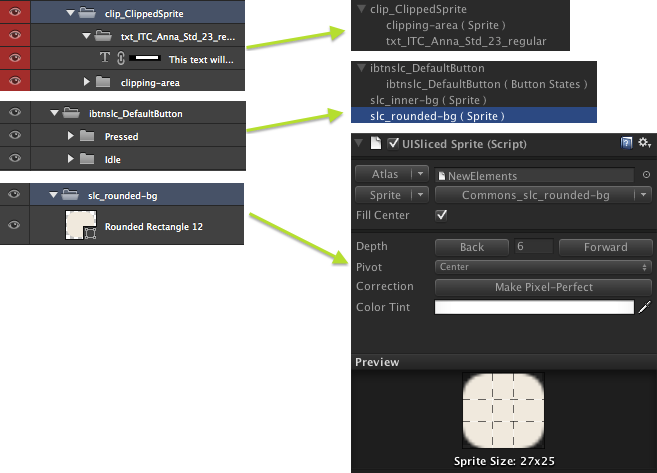 clip_ClippedSprite
txt_ITC_Anna_Std_23_re...
T This text will...
clipping-area
ibtnslc_DefaultButton
Pressed
Idle
slc_rounded-bg
Rounded Rectangle 12
clip_ClippedSprite
clipping-area ( Sprite )
txt_ITC_Anna_Std_23_regular
ibtnslc_DefaultButton
ibtnslc_DefaultButton ( Button States )
slc_inner-bg ( Sprite )
slc_rounded-bg ( Sprite )
UISliced Sprite (Script)
Atlas NewElements
Sprite Commons_slc_rounded-bg
Fill Center
Depth Back 6 Forward
Pivot Center
Correction Make Pixel-Perfect
Color Tint
Preview
Sprite Size: 27x25